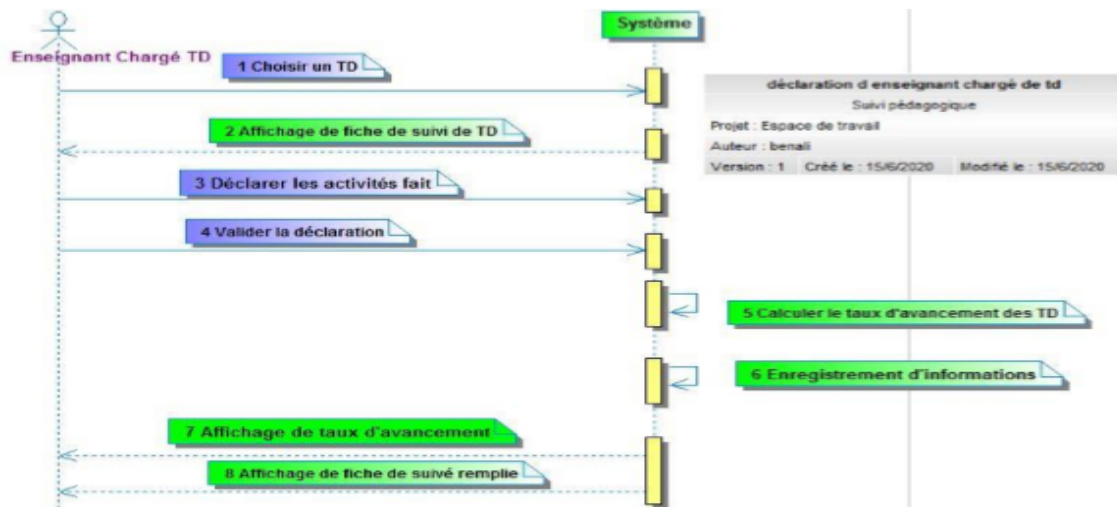 Système
Enseignant Chargé TD
1 Choisir un TD
déclaration d enseignant chargé de td
Suivi pédagogique
Projet : Espace de travail
Auteur : benali
Version : 1 Créé le : 15/6/2020 Modifié le : 15/6/2020
2 Affichage de fiche de suivi de TD
3 Déclarer les activités fait
4 Valider la déclaration
5 Calculer le taux d'avancement des TD
6 Enregistrement d'informations
7 Affichage de taux d'avancement
8 Affichage de fiche de suivé remplie